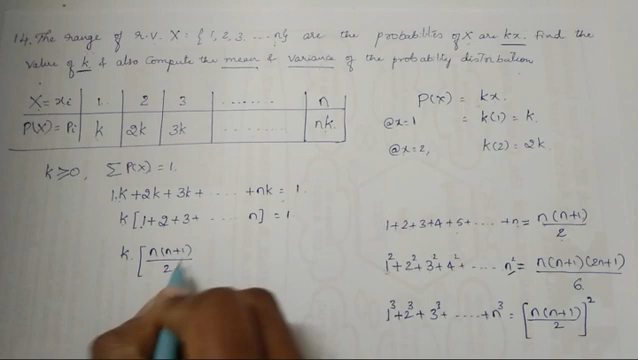 14. The range of r.v. X = {1, 2, 3 ..... n} are the probabilities of X are kx. Find the
value of k & also Compute the mean & Variance of the probability distribution
X = xi | 1 | 2 | 3 | ........ | n
P(X) = Pi | k | 2k | 3k | ........ | nk
P(X) = kx.
@x=1 = k(1) = k.
@x=2, k(2) = 2k
k ≥ 0, ∑ P(X) = 1.
1.k + 2k + 3k + ...... + nk = 1.
k [1 + 2 + 3 + ...... n] = 1
k. [n(n+1)/2
1 + 2 + 3 + 4 + 5 + ..... + n = n(n+1)/2
1² + 2² + 3² + 4² + ..... n² = n(n+1)(2n+1)/6
1³ + 2³ + 3³ + ..... + n³ = [n(n+1)/2]²